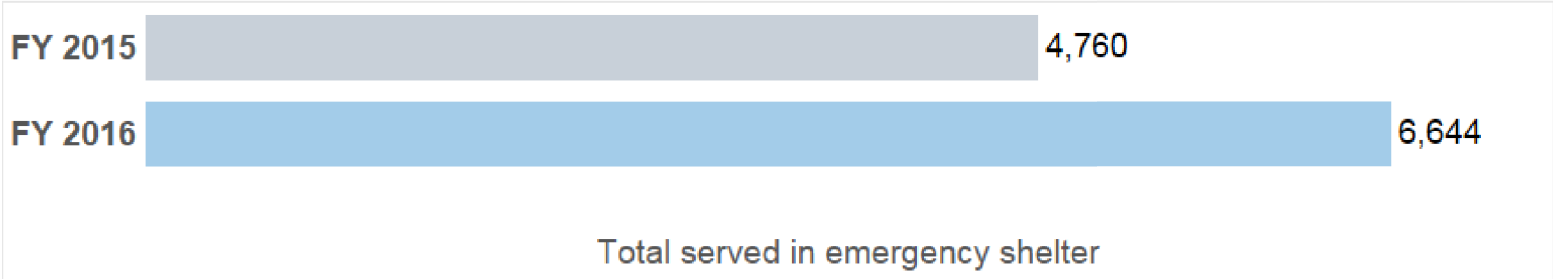 FY 2015 4,760
FY 2016 6,644
Total served in emergency shelter